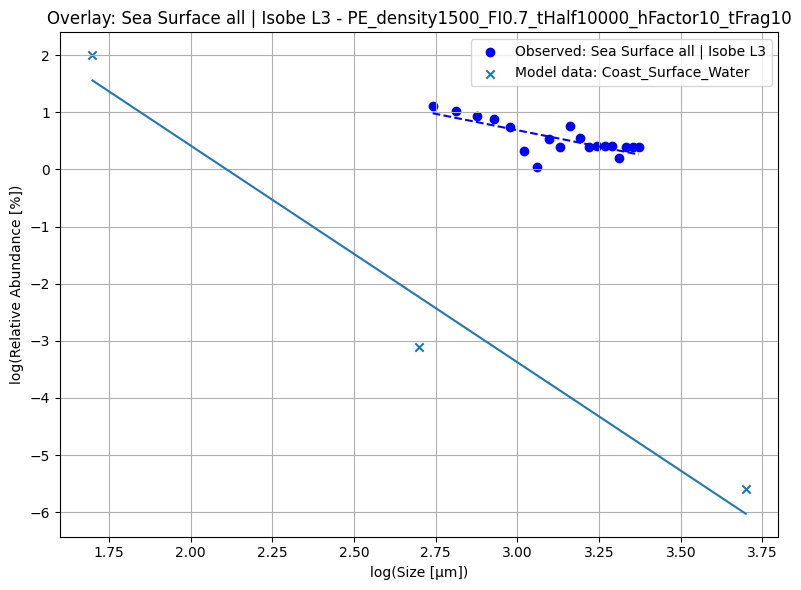 Overlay: Sea Surface all | Isobe L3 - PE_density1500_FI0.7_tHalf10000_hFactor10_tFrag10
Observed: Sea Surface all | Isobe L3
Model data: Coast_Surface_Water
log(Relative Abundance [%])
2
1
0
−1
−2
−3
−4
−5
−6
1.75 2.00 2.25 2.50 2.75 3.00 3.25 3.50 3.75
log(Size [µm])